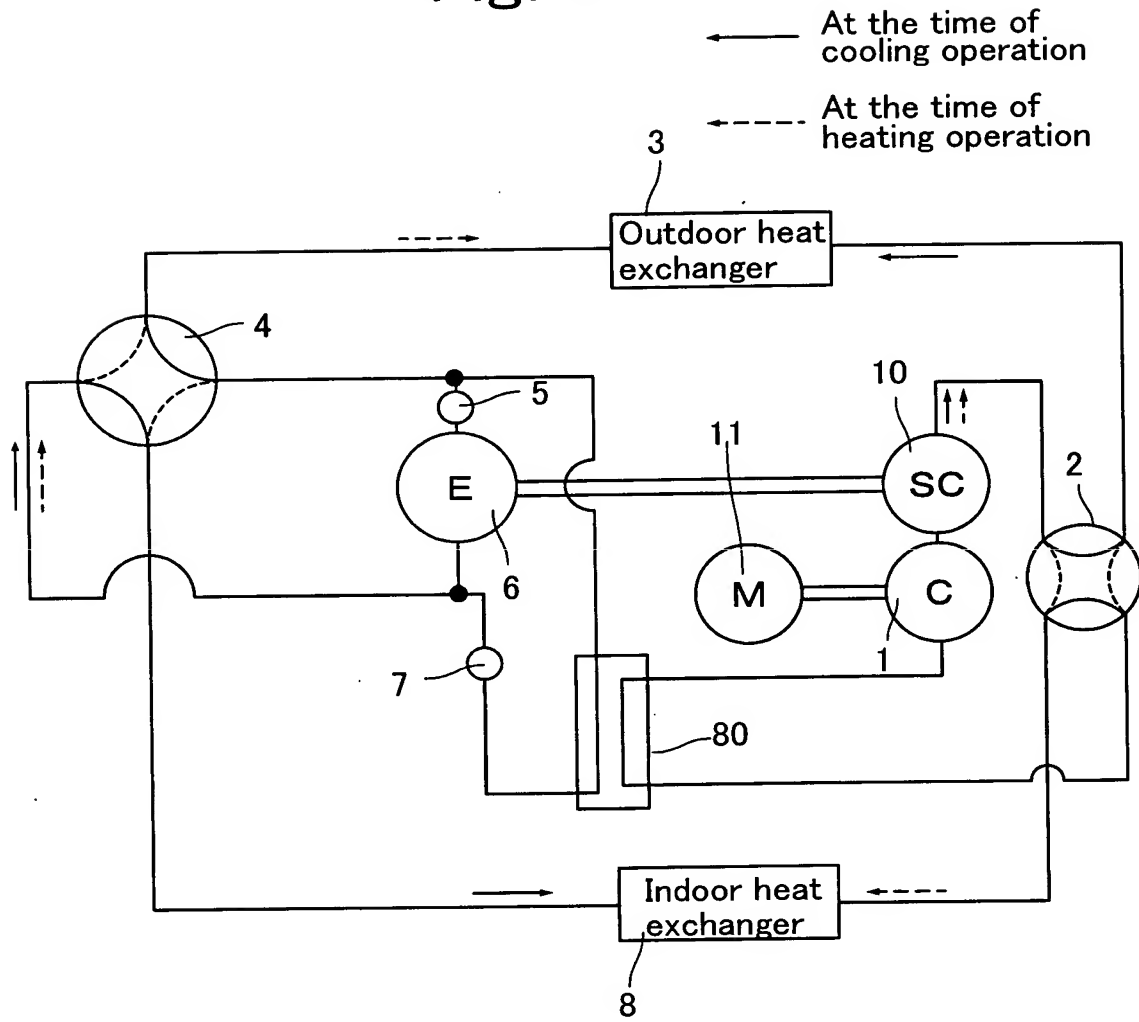 At the time of
cooling operation
At the time of
heating operation
3
Outdoor heat
exchanger
4
5
10
11
SC
2
E
6
M
C
1
7
80
Indoor heat
exchanger
8